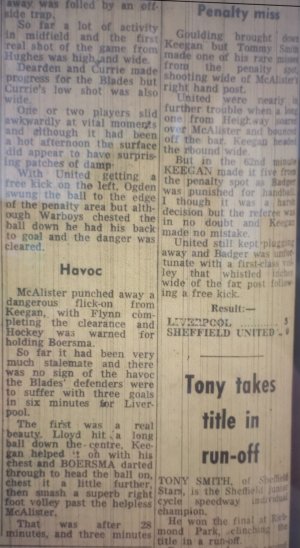 away was foiled by an off-
side trap.
So far a lot of activity
in midfield and the first
real shot of the game from
Hughes was high and wide.
Dearden and Currie made
progress for the Blades but
Currie's low shot was also
wide.
One or two players slid
awkwardly at vital moments
and although it had been
a hot afternoon the surface
did appear to have surpris-
ing patches of damp.
With United getting a
free kick on the left, Ogden
swung the ball to the edge
of the penalty area but alth-
ough Warboys chested the
ball down he had his back
to goal and the danger was
cleared.
Havoc
McAlister punched away a
dangerous flick-on from
Keegan, with Flynn com-
pleting the clearance and
Hockey was warned for
holding Boersma.
So far it had been very
much stalemate and there
was no sign of the havoc
the Blades' defenders were
to suffer with three goals
in six minutes for Liver-
pool.
The first was a real
beauty. Lloyd hit a long
ball down the centre, Kee-
gan helped it on with his
chest and BOERSMA darted
through to head the ball on,
chest it a little further,
then smash a superb right
foot volley past the helpless
McAlister.
That was after 28
minutes, and three minutes
Penalty miss
Goulding brought down
Keegan but Tommy Smith
made one of his rare misses
from the penalty spot
shooting wide of McAlister's
right hand post.
United were nearly in
further trouble when a long
one from Heighway soared
over McAlister and bounced
off the bar. Keegan headed
the rebound wide.
But in the 62nd minute
KEEGAN made it five from
the penalty spot as Badger
was punished for handball.
I though it was a harsh
decision but the referee was
in no doubt and Keegan
made no mistake.
United still kept plugging
away and Badger was unfor-
tunate with a first-class vol-
ley that whistled inches
wide of the far post follow-
ing a free kick.
Result:—
LIVERPOOL 5
SHEFFIELD UNITED 0
Tony takes
title in
run-off
TONY SMITH, of Sheffield
Stars, is the Sheffield junior
cycle speedway individual
champion.
He won the final at Rich-
mond Park, clinching the
title in a run-off.